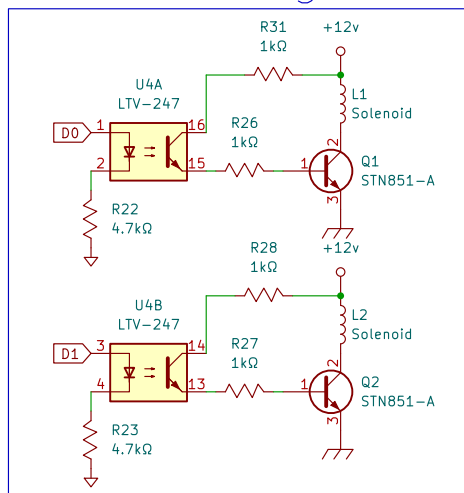 R31
1kΩ
+12v
U4A
LTV-247
L1
Solenoid
D0
1
16
R26
1kΩ
2
2
15
1
Q1
STN851-A
3
R22
4.7kΩ
R28
1kΩ
+12v
U4B
LTV-247
L2
Solenoid
D1
3
14
R27
1kΩ
2
4
13
1
Q2
STN851-A
3
R23
4.7kΩ